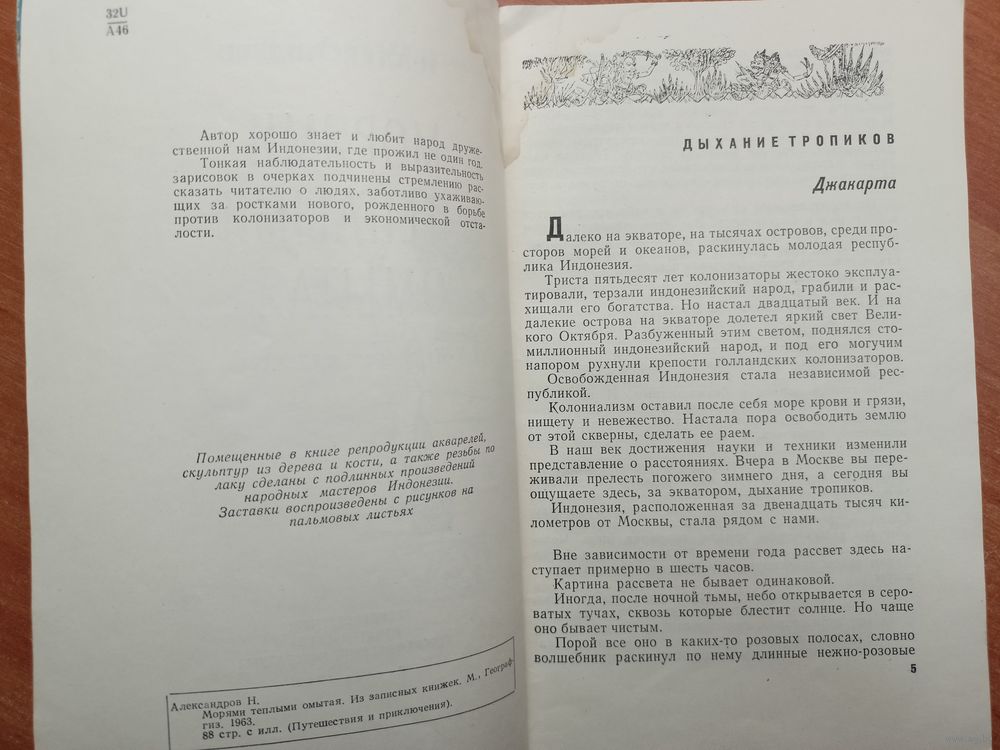 32U
А46
Автор хорошо знает и любит народ друже-
ственной нам Индонезии, где прожил не один год.
Тонкая наблюдательность и выразительность
зарисовок в очерках подчинены стремлению рас-
сказать читателю о людях, заботливо ухаживаю-
щих за ростками нового, рожденного в борьбе
против колонизаторов и экономической отста-
лости.
Помещенные в книге репродукции акварелей,
скульптур из дерева и кости, а также резьбы по
лаку сделаны с подлинных произведений
народных мастеров Индонезии.
Заставки воспроизведены с рисунков на
пальмовых листьях
Александров Н.
Морями теплыми омытая. Из записных книжек. М., Географ-
гиз. 1963.
88 стр. с илл. (Путешествия и приключения).
ДЫХАНИЕ ТРОПИКОВ
Джакарта
Далеко на экваторе, на тысячах островов, среди про-
сторов морей и океанов, раскинулась молодая респуб-
лика Индонезия.
Триста пятьдесят лет колонизаторы жестоко эксплуа-
тировали, терзали индонезийский народ, грабили и рас-
хищали его богатства. Но настал двадцатый век. И на
далекие острова на экваторе долетел яркий свет Вели-
кого Октября. Разбуженный этим светом, поднялся сто-
миллионный индонезийский народ, и под его могучим
напором рухнули крепости голландских колонизаторов.
Освобожденная Индонезия стала независимой рес-
публикой.
Колониализм оставил после себя море крови и грязи,
нищету и невежество. Настала пора освободить землю
от этой скверны, сделать ее раем.
В наш век достижения науки и техники изменили
представление о расстояниях. Вчера в Москве вы пере-
живали прелесть погожего зимнего дня, а сегодня вы
ощущаете здесь, за экватором, дыхание тропиков.
Индонезия, расположенная за двенадцать тысяч ки-
лометров от Москвы, стала рядом с нами.
Вне зависимости от времени года рассвет здесь на-
ступает примерно в шесть часов.
Картина рассвета не бывает одинаковой.
Иногда, после ночной тьмы, небо открывается в серо-
ватых тучах, сквозь которые блестит солнце. Но чаще
оно бывает чистым.
Порой все оно в каких-то розовых полосах, словно
волшебник раскинул по нему длинные нежно-розовые
5